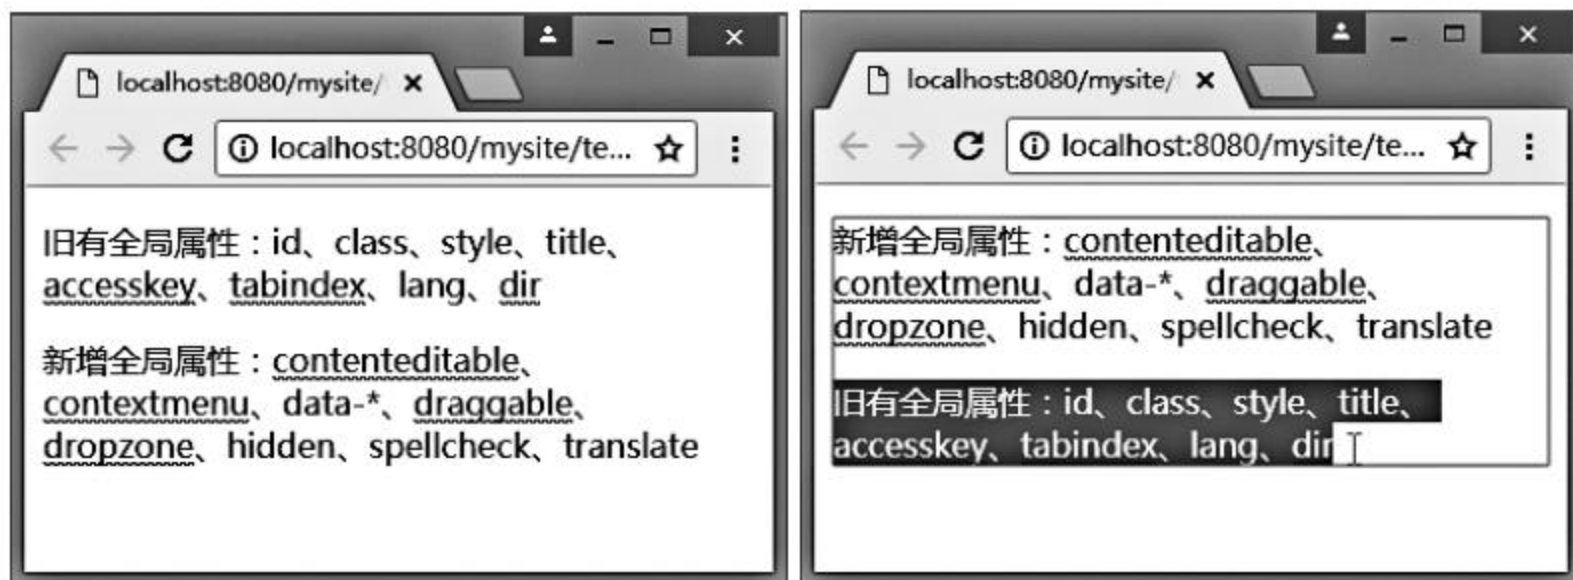 localhost:8080/mysite/
localhost:8080/mysite/te...
旧有全局属性：id、class、style、title、
accesskey、tabindex、lang、dir
新增全局属性：contenteditable、
contextmenu、data-*、draggable、
dropzone、hidden、spellcheck、translate
localhost:8080/mysite/
localhost:8080/mysite/te...
新增全局属性：contenteditable、
contextmenu、data-*、draggable、
dropzone、hidden、spellcheck、translate
旧有全局属性：id、class、style、title、
accesskey、tabindex、lang、dir